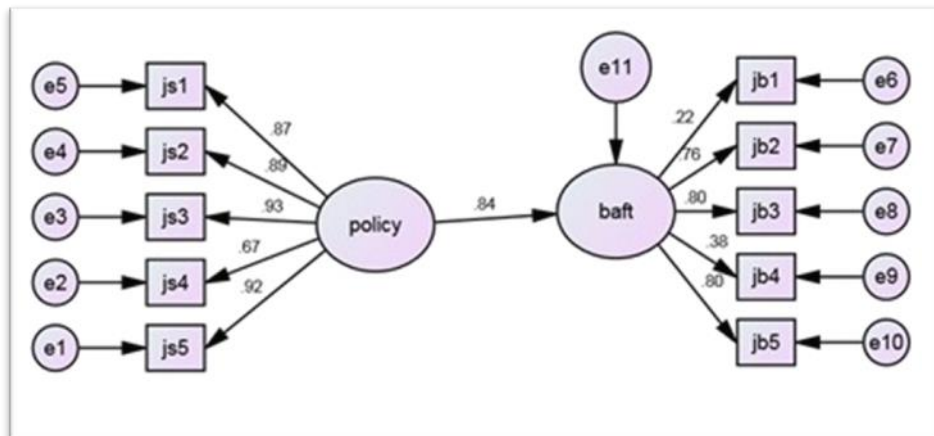 e11
e5
js1
jb1
e6
.87
.22
e4
js2
jb2
e7
.89
.76
e3
js3
.93
policy
.84
baft
.80
jb3
e8
.67
.38
e2
js4
jb4
e9
.92
.80
e1
js5
jb5
e10